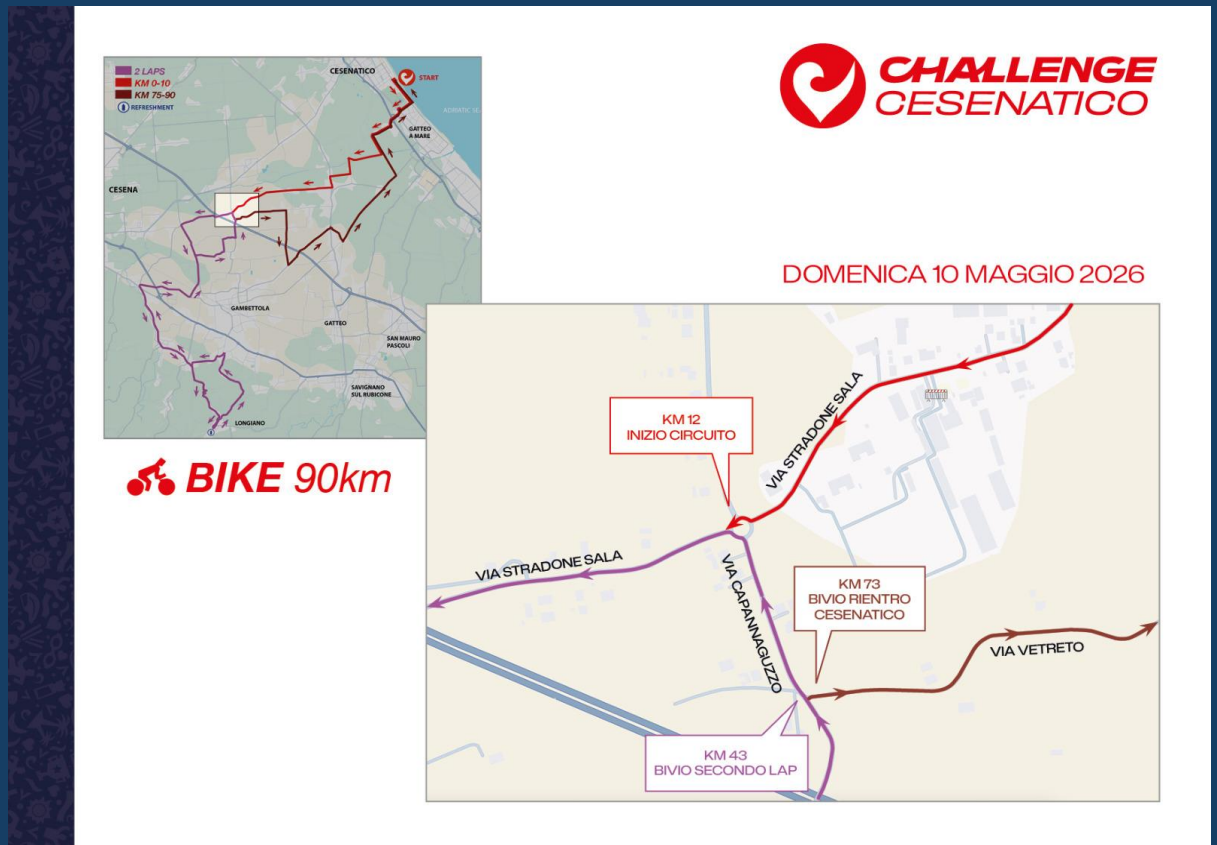 2 LAPS
KM 0-10
KM 75-90
REFRESHMENT
CESENATICO
START
ADRIATIC SE
GATTEO
A MARE
CESENA
GAMBETTOLA
GATTEO
SAN MAURO
PASCOLI
SAVIGNANO
SUL RUBICONE
LONGIANO
CHALLENGE
CESENATICO
BIKE 90km
DOMENICA 10 MAGGIO 2026
KM 12
INIZIO CIRCUITO
VIA STRADONE SALA
VIA STRADONE SALA
VIA CAPANNAGUZZO
KM 73
BIVIO RIENTRO
CESENATICO
VIA VETRETO
KM 43
BIVIO SECONDO LAP